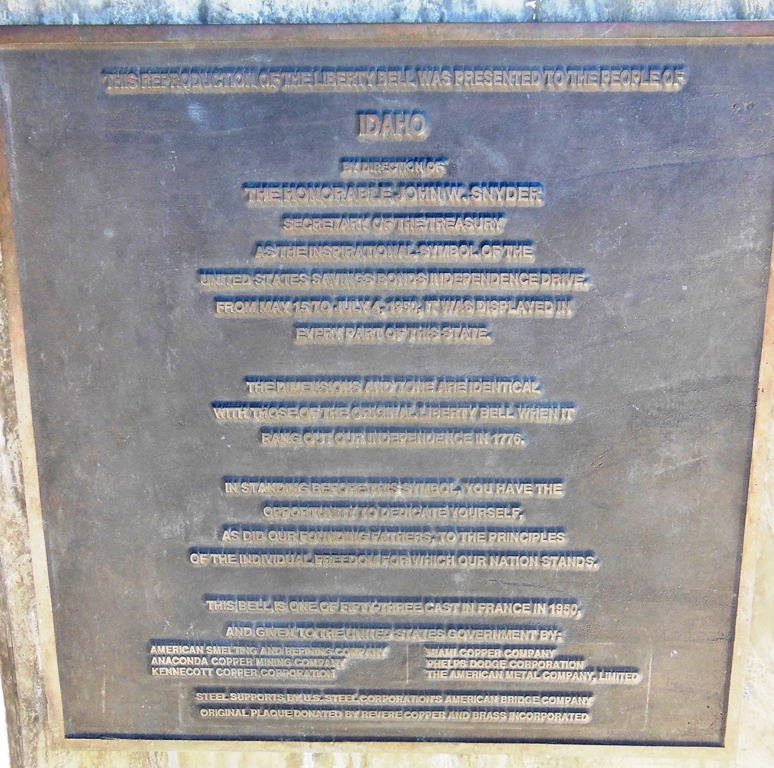 THIS REPRODUCTION OF THE LIBERTY BELL WAS PRESENTED TO THE PEOPLE OF
IDAHO
BY DIRECTION OF
THE HONORABLE JOHN W. SNYDER
SECRETARY OF THE TREASURY
AS THE INSPIRATIONAL SYMBOL OF THE
UNITED STATES SAVINGS BONDS INDEPENDENCE DRIVE.
FROM MAY 15 TO JULY 4, 1950, IT WAS DISPLAYED IN
EVERY PART OF THIS STATE.
THE DIMENSIONS AND TONE ARE IDENTICAL
WITH THOSE OF THE ORIGINAL LIBERTY BELL WHEN IT
RANG OUT OUR INDEPENDENCE IN 1776.
IN STANDING BEFORE THIS SYMBOL, YOU HAVE THE
OPPORTUNITY TO DEDICATE YOURSELF,
AS DID OUR FOUNDING FATHERS, TO THE PRINCIPLES
OF THE INDIVIDUAL FREEDOM FOR WHICH OUR NATION STANDS.
THIS BELL IS ONE OF FIFTY-THREE CAST IN FRANCE IN 1950,
AND GIVEN TO THE UNITED STATES GOVERNMENT BY:
AMERICAN SMELTING AND REFINING COMPANY
ANACONDA COPPER MINING COMPANY
KENNECOTT COPPER CORPORATION
MIAMI COPPER COMPANY
PHELPS DODGE CORPORATION
THE AMERICAN METAL COMPANY, LIMITED
STEEL SUPPORTS BY U.S. STEEL CORPORATION'S AMERICAN BRIDGE COMPANY
ORIGINAL PLAQUE DONATED BY REVERE COPPER AND BRASS INCORPORATED